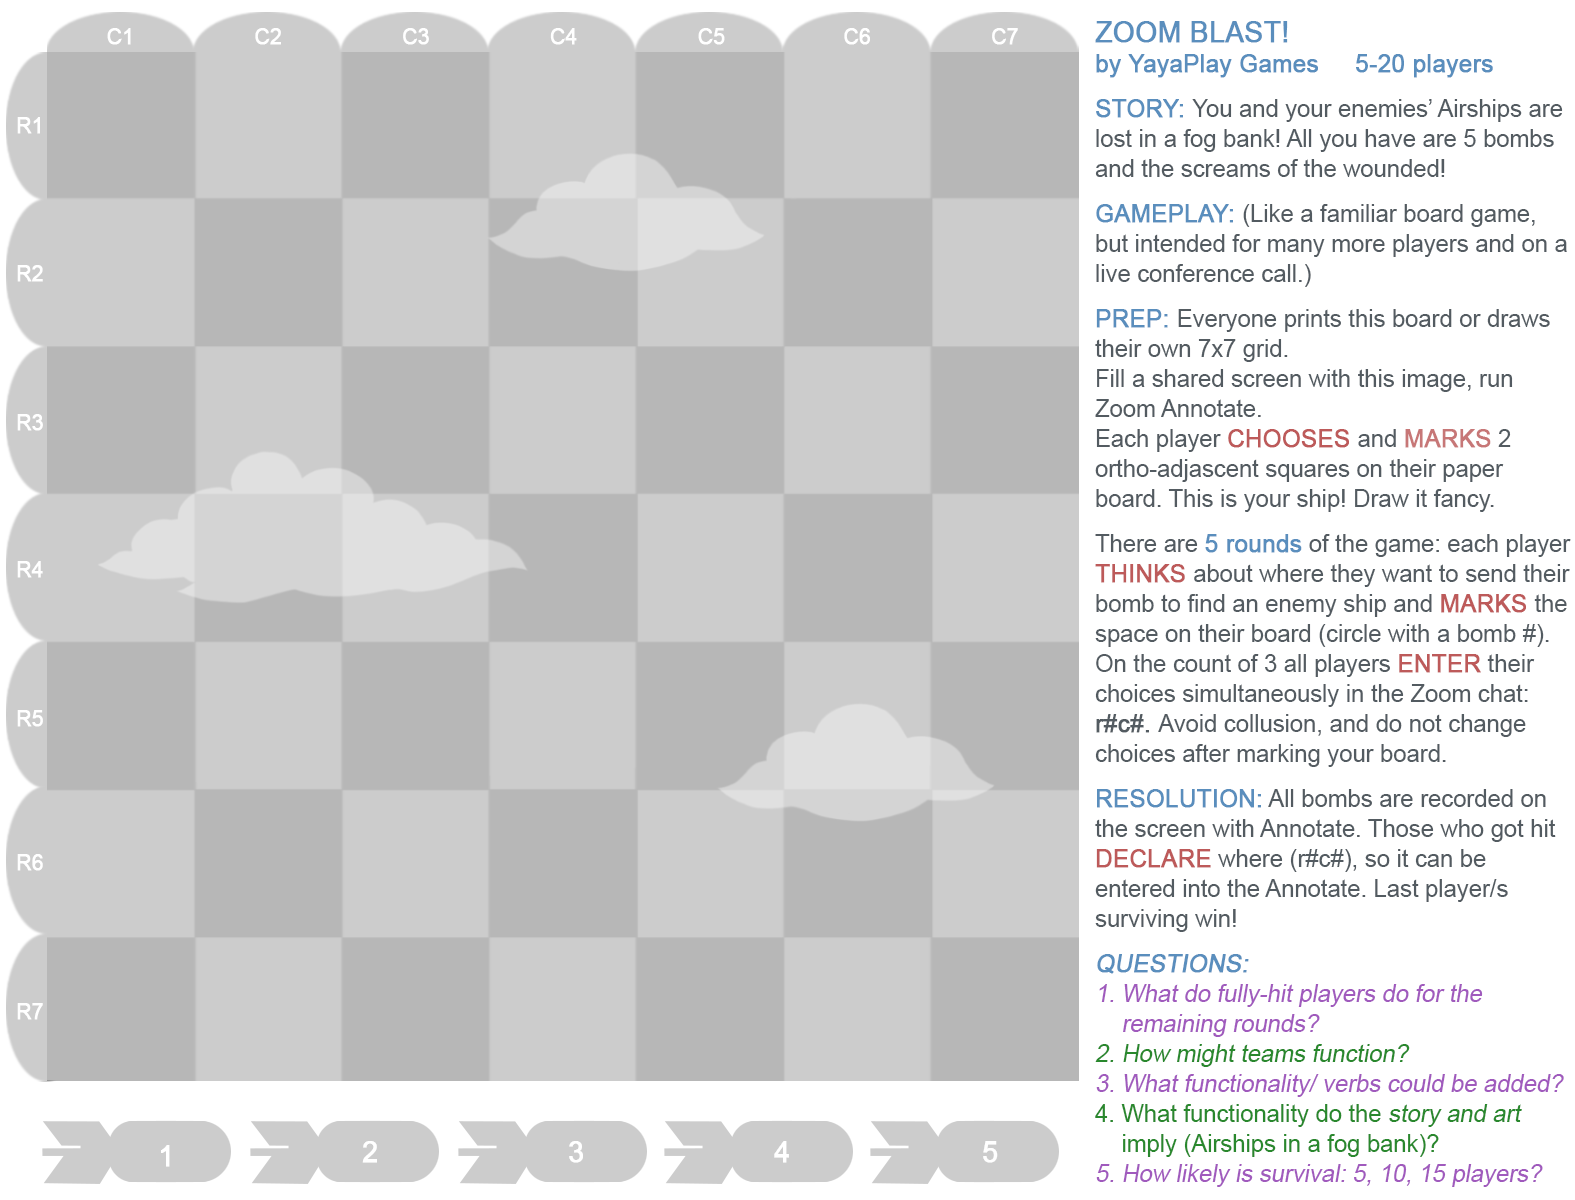 C1 C2 C3 C4 C5 C6 C7
R1
R2
R3
R4
R5
R6
R7
1 2 3 4 5
ZOOM BLAST!
by YayaPlay Games 5-20 players
STORY: You and your enemies’ Airships are
lost in a fog bank! All you have are 5 bombs
and the screams of the wounded!
GAMEPLAY: (Like a familiar board game,
but intended for many more players and on a
live conference call.)
PREP: Everyone prints this board or draws
their own 7x7 grid.
Fill a shared screen with this image, run
Zoom Annotate.
Each player CHOOSES and MARKS 2
ortho-adjascent squares on their paper
board. This is your ship! Draw it fancy.
There are 5 rounds of the game: each player
THINKS about where they want to send their
bomb to find an enemy ship and MARKS the
space on their board (circle with a bomb #).
On the count of 3 all players ENTER their
choices simultaneously in the Zoom chat:
r#c#. Avoid collusion, and do not change
choices after marking your board.
RESOLUTION: All bombs are recorded on
the screen with Annotate. Those who got hit
DECLARE where (r#c#), so it can be
entered into the Annotate. Last player/s
surviving win!
QUESTIONS:
1. What do fully-hit players do for the
remaining rounds?
2. How might teams function?
3. What functionality/ verbs could be added?
4. What functionality do the story and art
imply (Airships in a fog bank)?
5. How likely is survival: 5, 10, 15 players?